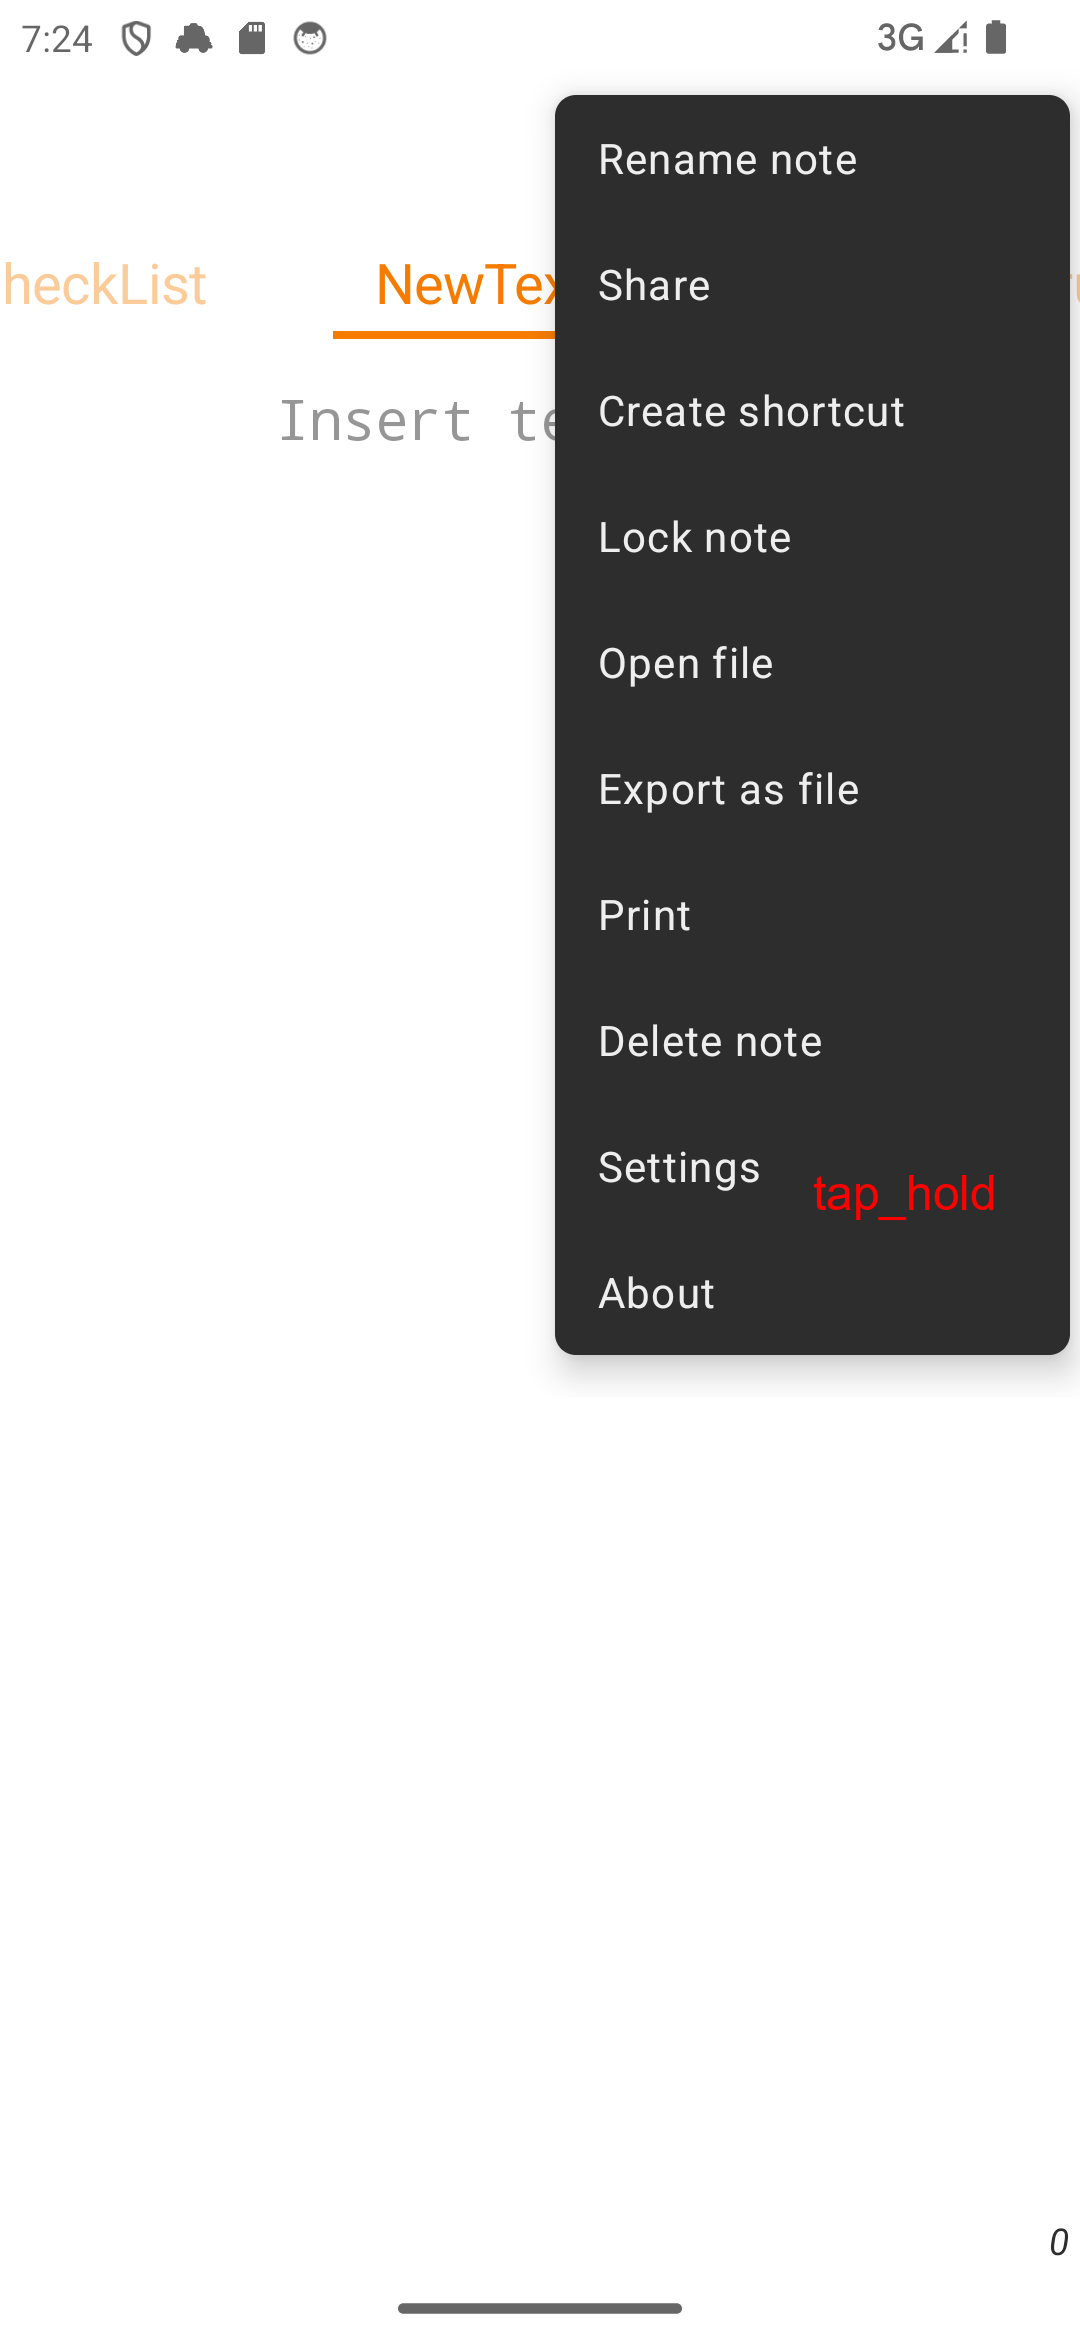 7:24 3G
Rename note
heckList NewTex Share
Insert te
Create shortcut
Lock note
Open file
Export as file
Print
Delete note
Settings
tap_hold
About
0